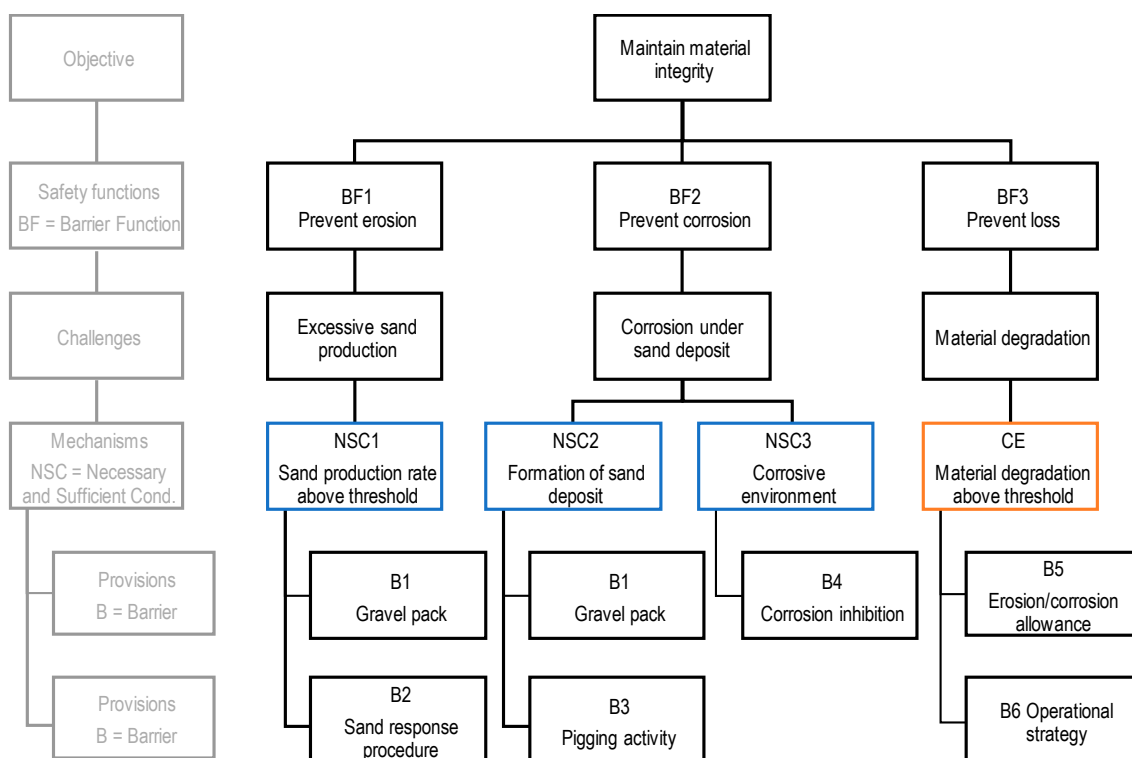 Objective
Maintain material
integrity
Safety functions
BF = Barrier Function
BF1
Prevent erosion
BF2
Prevent corrosion
BF3
Prevent loss
Challenges
Excessive sand
production
Corrosion under
sand deposit
Material degradation
Mechanisms
NSC = Necessary
and Sufficient Cond.
NSC1
Sand production rate
above threshold
NSC2
Formation of sand
deposit
NSC3
Corrosive
environment
CE
Material degradation
above threshold
Provisions
B = Barrier
B1
Gravel pack
B1
Gravel pack
B4
Corrosion inhibition
B5
Erosion/corrosion
allowance
Provisions
B = Barrier
B2
Sand response
procedure
B3
Pigging activity
B6 Operational
strategy